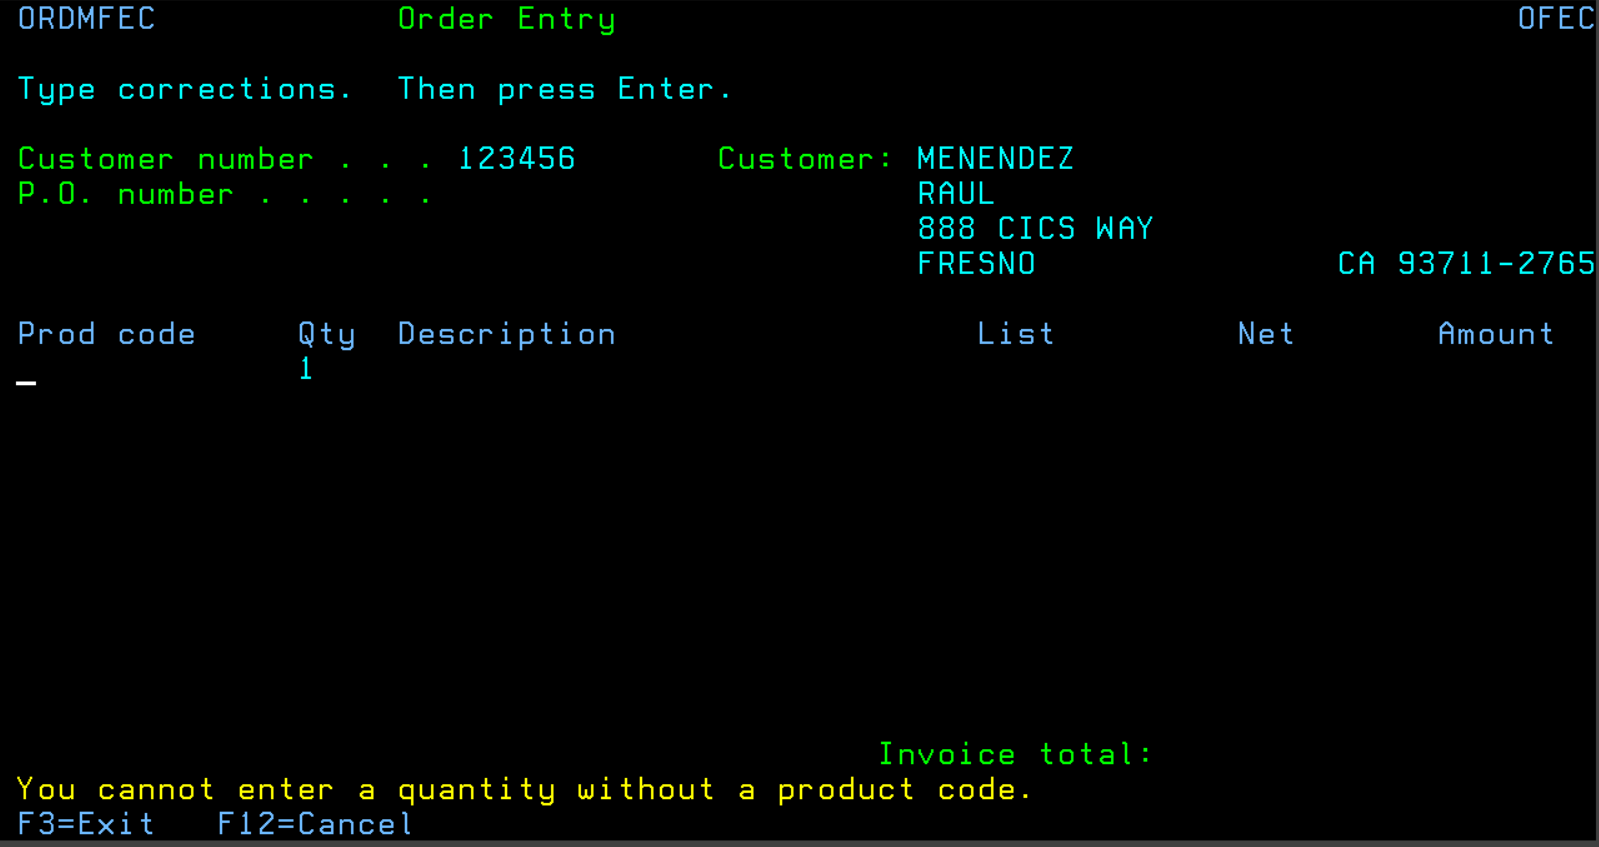 ORDMFEC Order Entry OFEC
Type corrections. Then press Enter.
Customer number . . . 123456 Customer: MENENDEZ
P.O. number . . . . . RAUL
888 CICS WAY
FRESNO CA 93711-2765
Prod code Qty Description List Net Amount
_ 1
Invoice total:
You cannot enter a quantity without a product code.
F3=Exit F12=Cancel